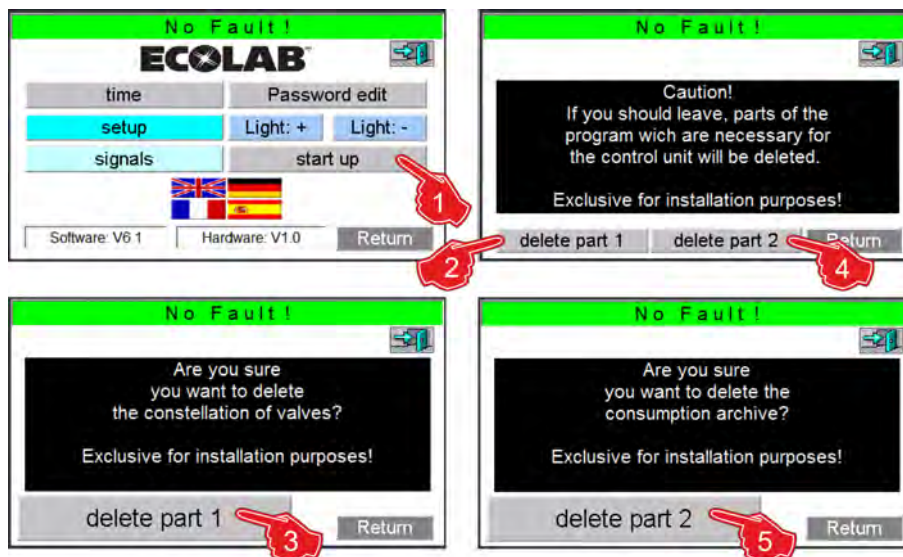 No Fault!
ECOLAB
time
Password edit
setup
Light: +
Light: -
signals
start up
1
Software: V6 1
Hardware: V1.0
Return
No Fault!
Caution!
If you should leave, parts of the
program wich are necessary for
the control unit will be deleted.
Exclusive for installation purposes!
delete part 1
delete part 2
Return
2
4
No Fault!
Are you sure
you want to delete
the constellation of valves?
Exclusive for installation purposes!
delete part 1
Return
3
No Fault!
Are you sure
you want to delete the
consumption archive?
Exclusive for installation purposes!
delete part 2
Return
5